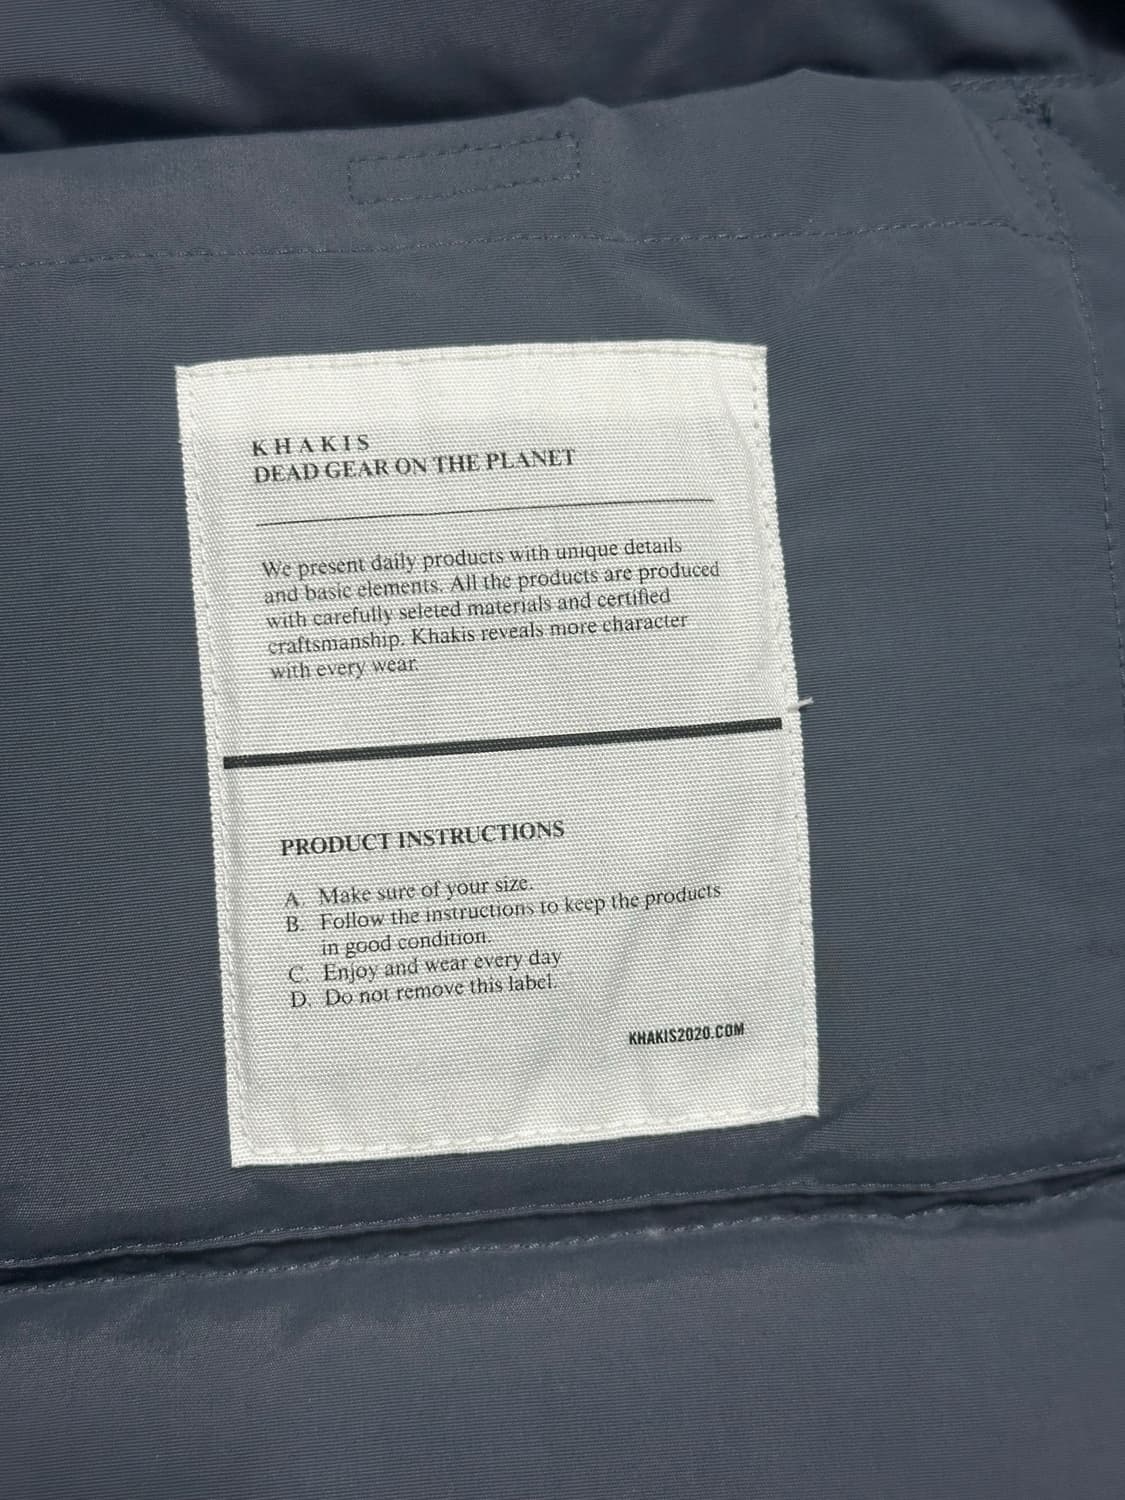 KHAKIS
DEAD GEAR ON THE PLANET
We present daily products with unique details
and basic elements. All the products are produced
with carefully seleted materials and certified
craftsmanship. Khakis reveals more character
with every wear.
PRODUCT INSTRUCTIONS
A. Make sure of your size.
B. Follow the instructions to keep the products
in good condition.
C. Enjoy and wear every day
D. Do not remove this label.
KHAKIS2020.COM